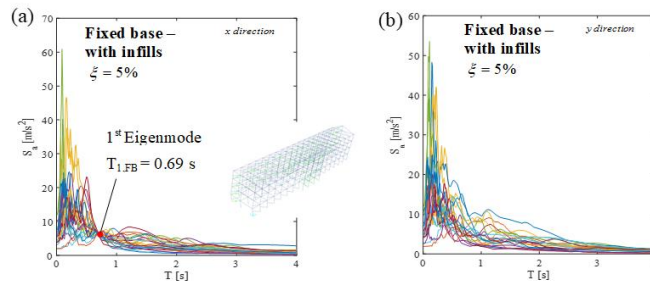 (a)
70
60
50
40
30
20
10
0
S_a [m/s²]
Fixed base –
with infills
ξ = 5%
x direction
1st Eigenmode
T1,FB = 0.69 s
0 1 2 3 4
T [s]
(b)
60
50
40
30
20
10
0
S_a [m/s²]
Fixed base –
with infills
ξ = 5%
y direction
0 1 2 3
T [s]